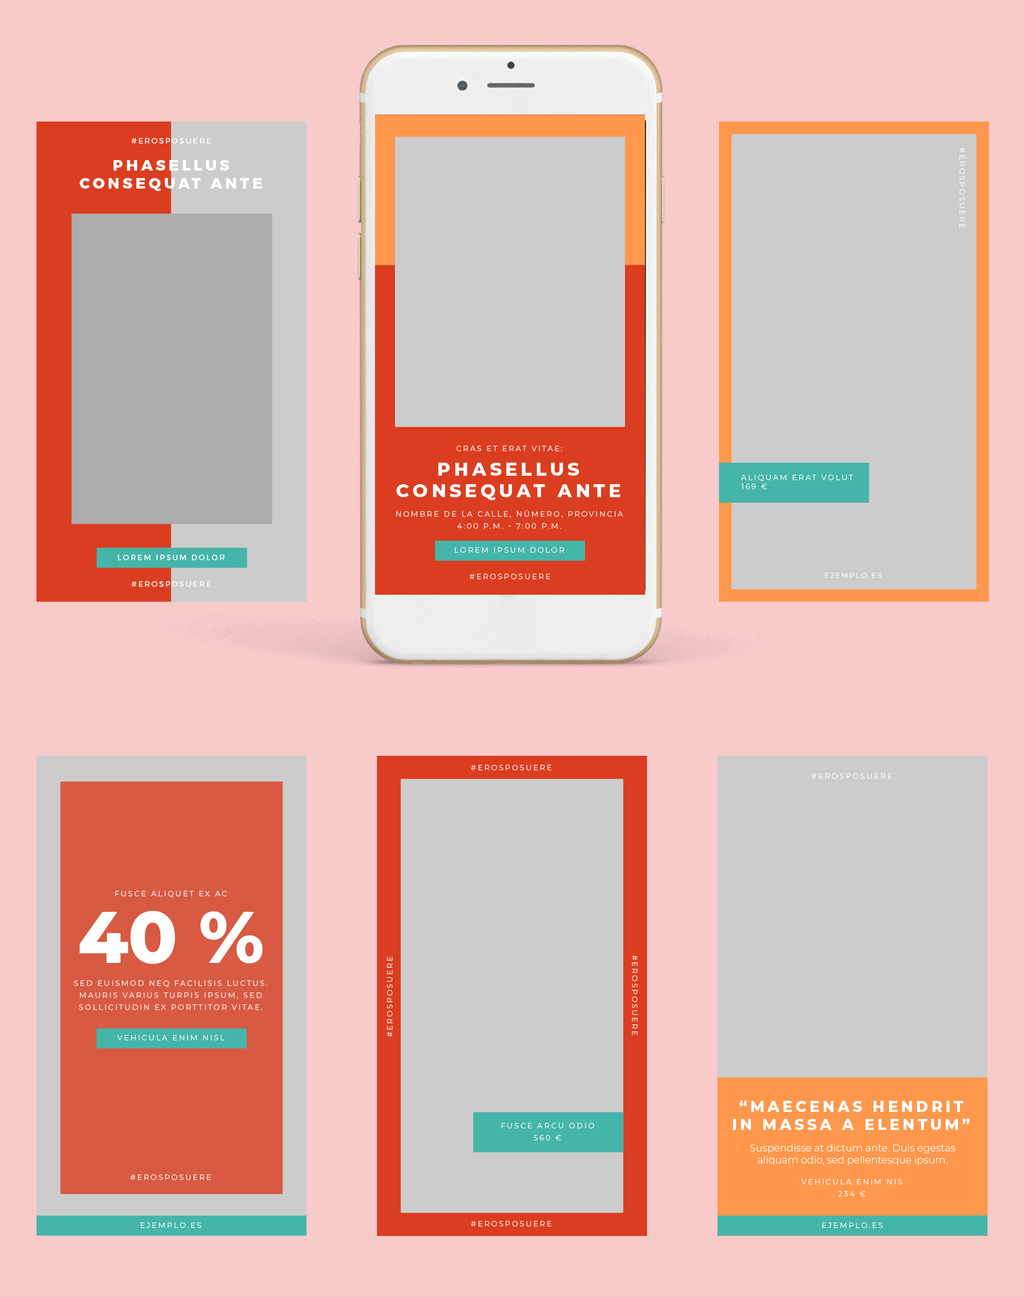 #EROSPOSUERE
PHASELLUS
CONSEQUAT ANTE
LOREM IPSUM DOLOR
#EROSPOSUERE
CRAS ET ERAT VITAE:
PHASELLUS
CONSEQUAT ANTE
NOMBRE DE LA CALLE, NÚMERO, PROVINCIA
4:00 P.M. - 7:00 P.M.
LOREM IPSUM DOLOR
#EROSPOSUERE
#EROSPOSUERE
ALIQUAM ERAT VOLUT
169 €
EJEMPLO.ES
FUSCE ALIQUET EX AC
40 %
SED EUISMOD NEQ FACILISIS LUCTUS.
MAURIS VARIUS TURPIS IPSUM, SED
SOLLICITUDIN EX PORTTITOR VITAE.
VEHICULA ENIM NISL
#EROSPOSUERE
EJEMPLO.ES
#EROSPOSUERE
#EROSPOSUERE
#EROSPOSUERE
FUSCE ARCU ODIO
560 €
#EROSPOSUERE
#EROSPOSUERE
“MAECENAS HENDRIT
IN MASSA A ELENTUM”
Suspendisse at dictum ante. Duis egestas
aliquam odio, sed pellentesque ipsum.
VEHICULA ENIM NIS
234 €
EJEMPLO.ES